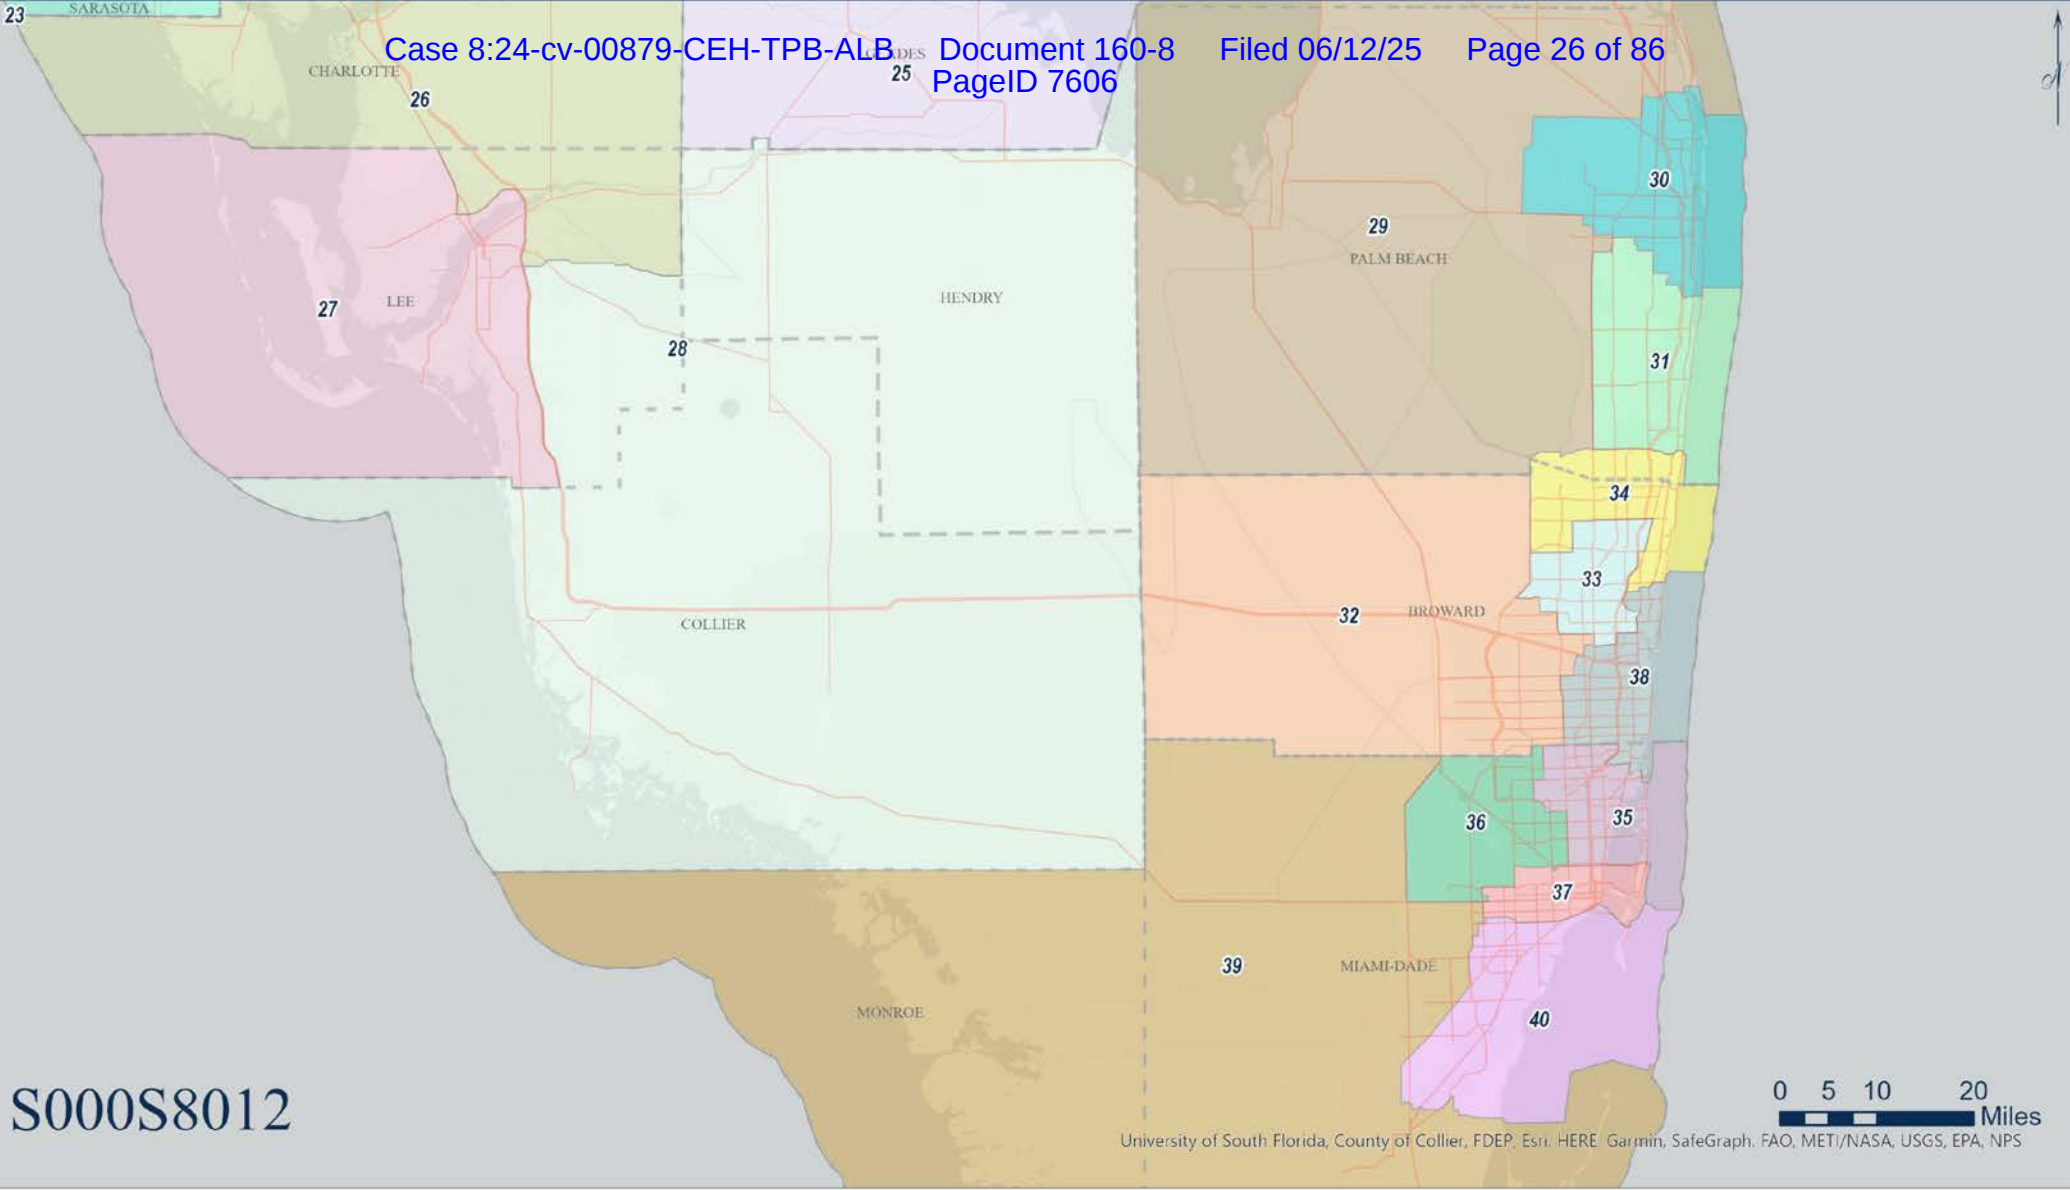 SARASOTA
23
Case 8:24-cv-00879-CEH-TPB-ALB Document 160-8 Filed 06/12/25 Page 26 of 86
PageID 7606
CHARLOTTE
25
26
30
29
PALM BEACH
HENDRY
LEE
27
28
31
34
33
32
BROWARD
COLLIER
38
36
35
37
39
MIAMI-DADE
MONROE
40
S000S8012
0 5 10 20
Miles
University of South Florida, County of Collier, FDEP, Esri, HERE, Garmin, SafeGraph, FAO, METI/NASA, USGS, EPA, NPS